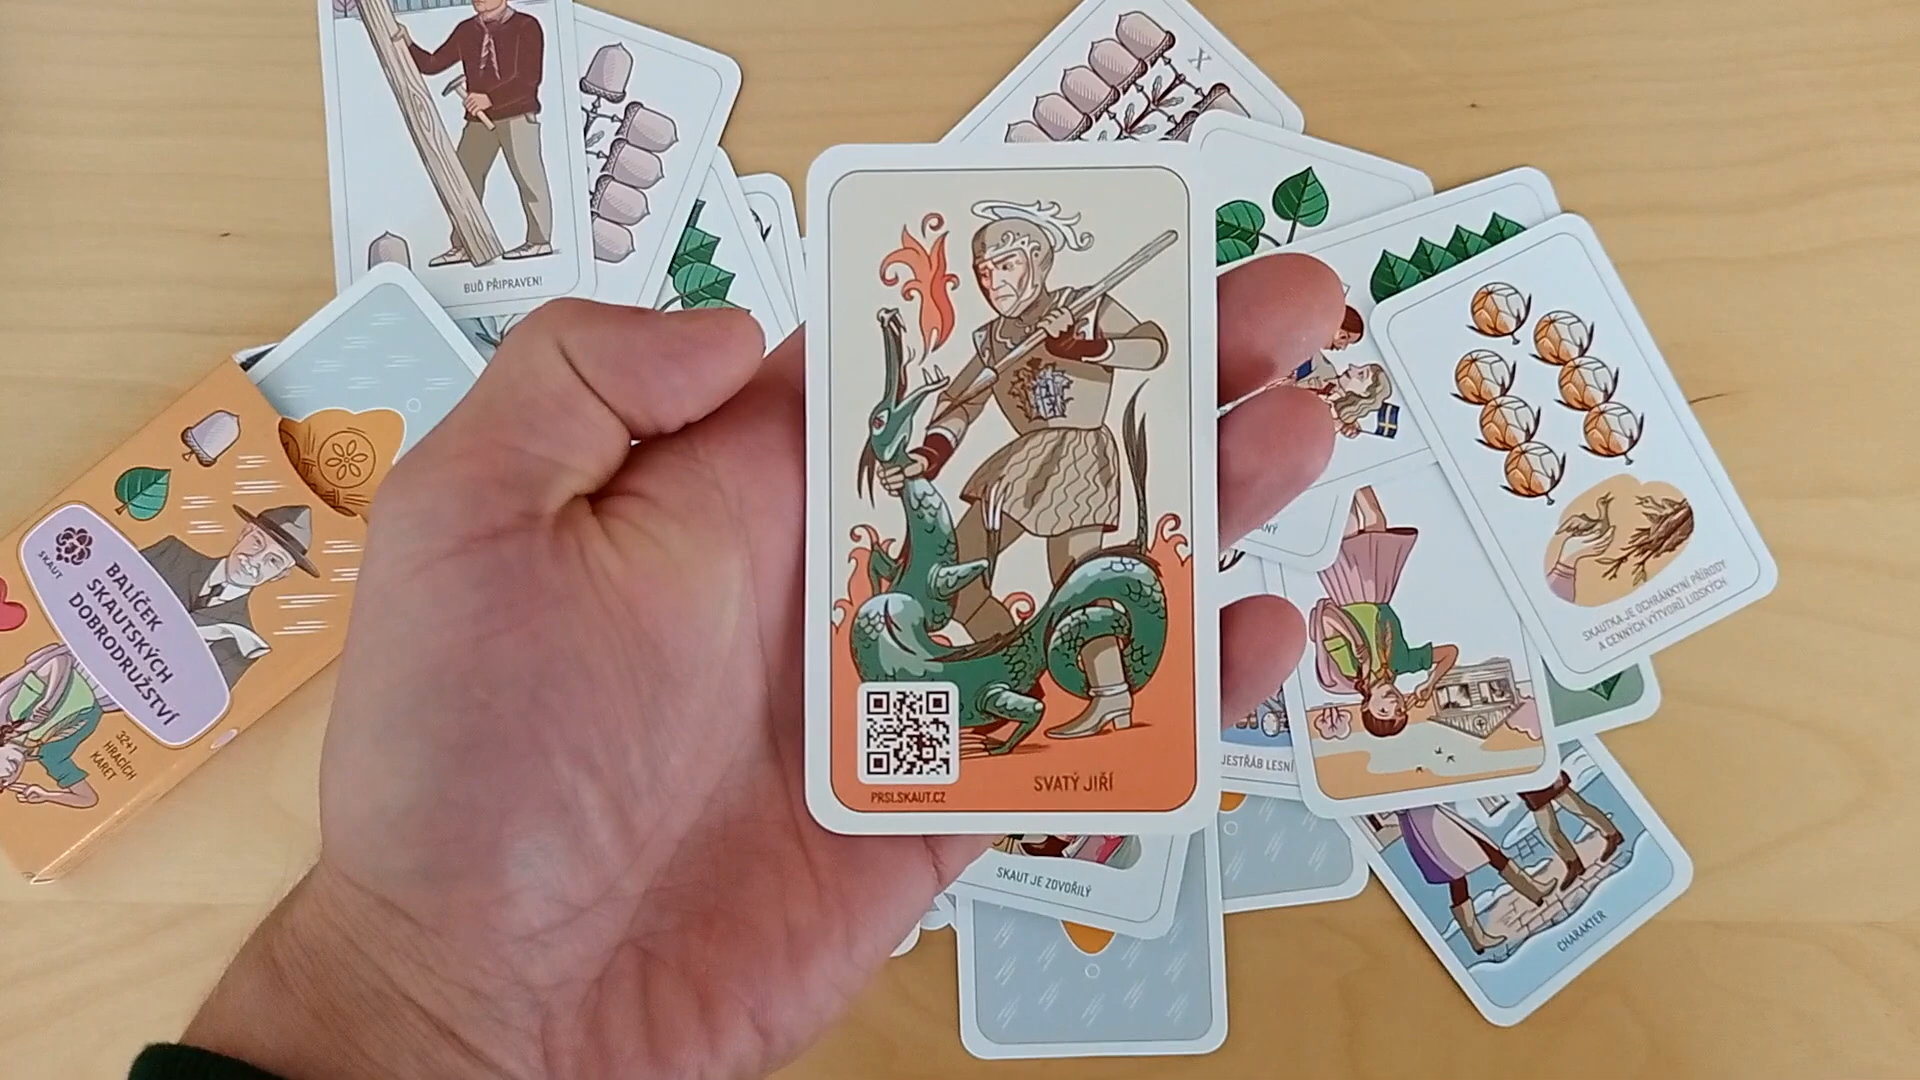 X
BUĎ PŘIPRAVEN!
SKAUT
BALÍČEK
SKAUTSKÝCH
DOBRODRUŽSTVÍ
32+1
HRACÍCH
KARET
PRSI.SKAUT.CZ
SVATÝ JIŘÍ
SKAUTKA JE OCHRÁNKYNÍ PŘÍRODY
A CENNÝCH VÝTVORŮ LIDSKÝCH
JESTŘÁB LESNÍ
SKAUT JE ZDVOŘILÝ
CHARAKTER